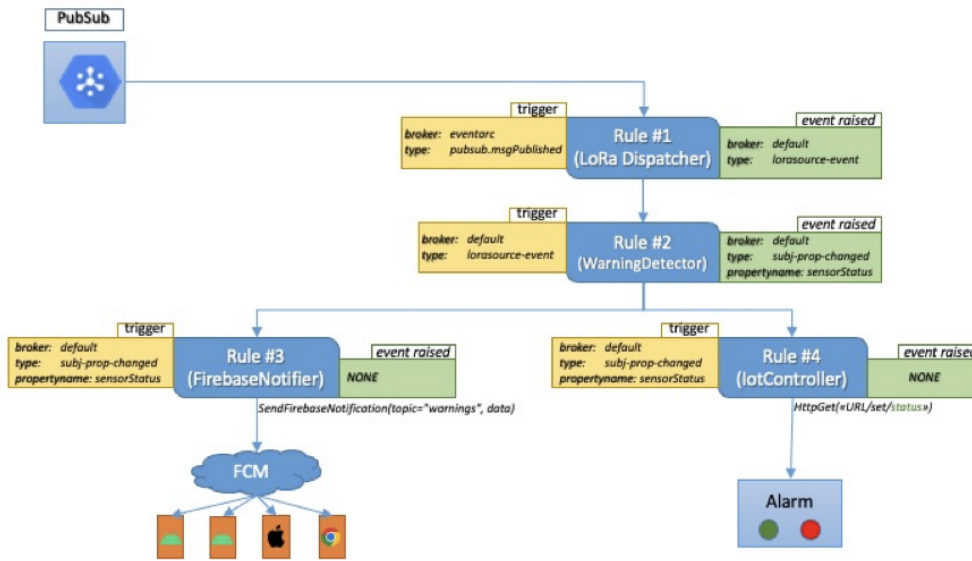 PubSub
trigger
broker: eventarc
type: pubsub.msgPublished
Rule #1
(LoRa Dispatcher)
event raised
broker: default
type: lorasource-event
trigger
broker: default
type: lorasource-event
Rule #2
(WarningDetector)
event raised
broker: default
type: subj-prop-changed
propertyname: sensorStatus
trigger
broker: default
type: subj-prop-changed
propertyname: sensorStatus
Rule #3
(FirebaseNotifier)
event raised
NONE
SendFirebaseNotification(topic="warnings", data)
trigger
broker: default
type: subj-prop-changed
propertyname: sensorStatus
Rule #4
(IotController)
event raised
NONE
HttpGet(«URL/set/status»)
FCM
Alarm